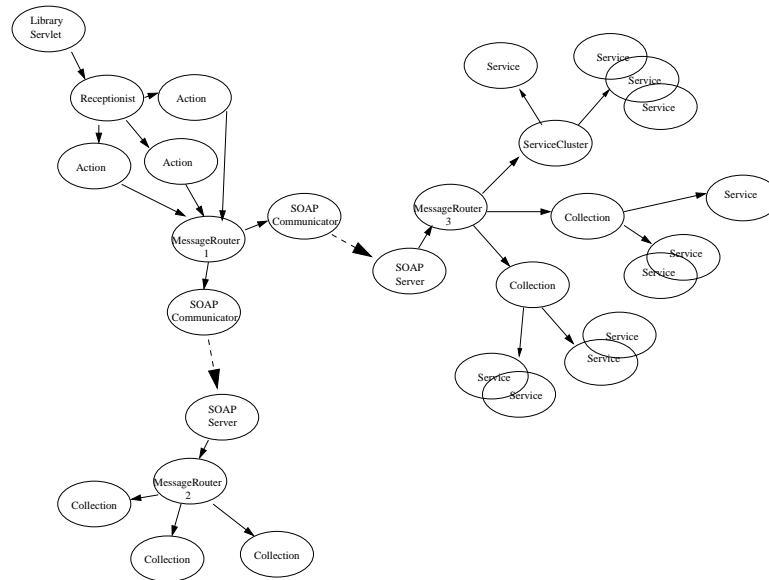 Library
Servlet
Receptionist
Action
Action
Action
MessageRouter
1
SOAP
Communicator
SOAP
Server
MessageRouter
3
ServiceCluster
Service
Service
Service
Service
Collection
Service
Service
Service
Collection
Service
Service
Service
Service
SOAP
Communicator
SOAP
Server
MessageRouter
2
Collection
Collection
Collection